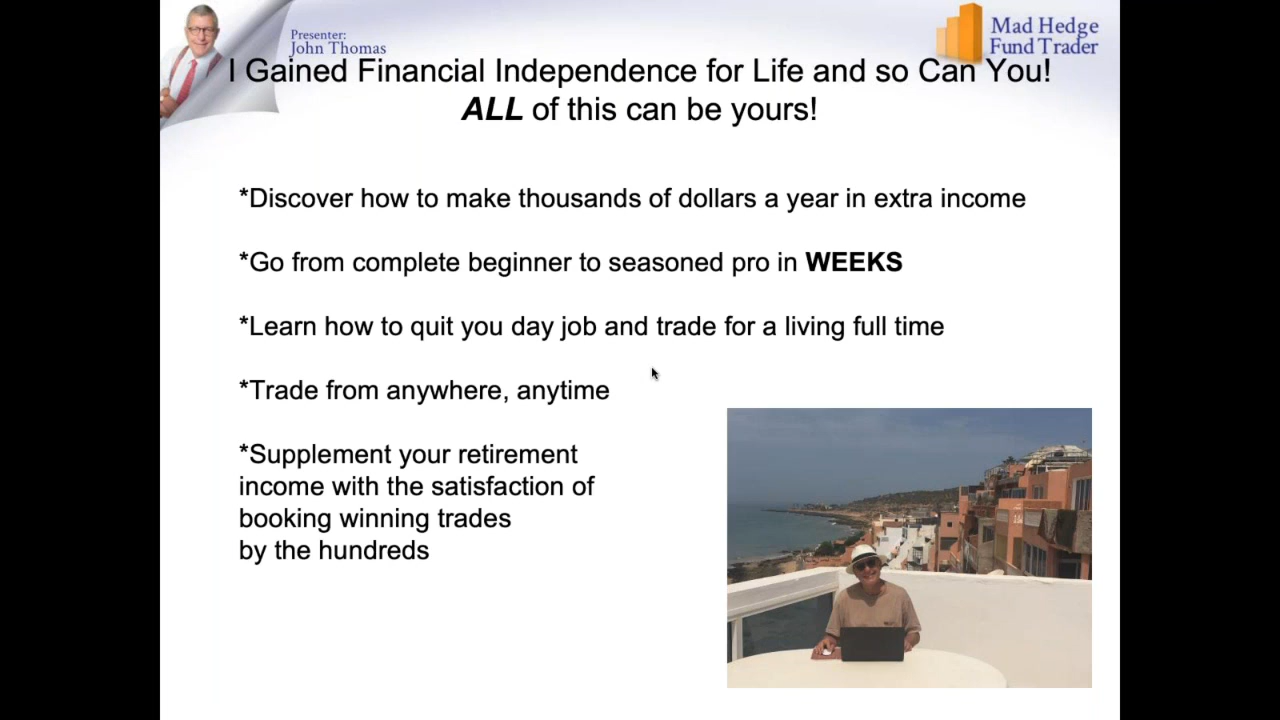 Presenter:
John Thomas
Mad Hedge
Fund Trader
I Gained Financial Independence for Life and so Can You!
ALL of this can be yours!
*Discover how to make thousands of dollars a year in extra income
*Go from complete beginner to seasoned pro in WEEKS
*Learn how to quit you day job and trade for a living full time
*Trade from anywhere, anytime
*Supplement your retirement
income with the satisfaction of
booking winning trades
by the hundreds